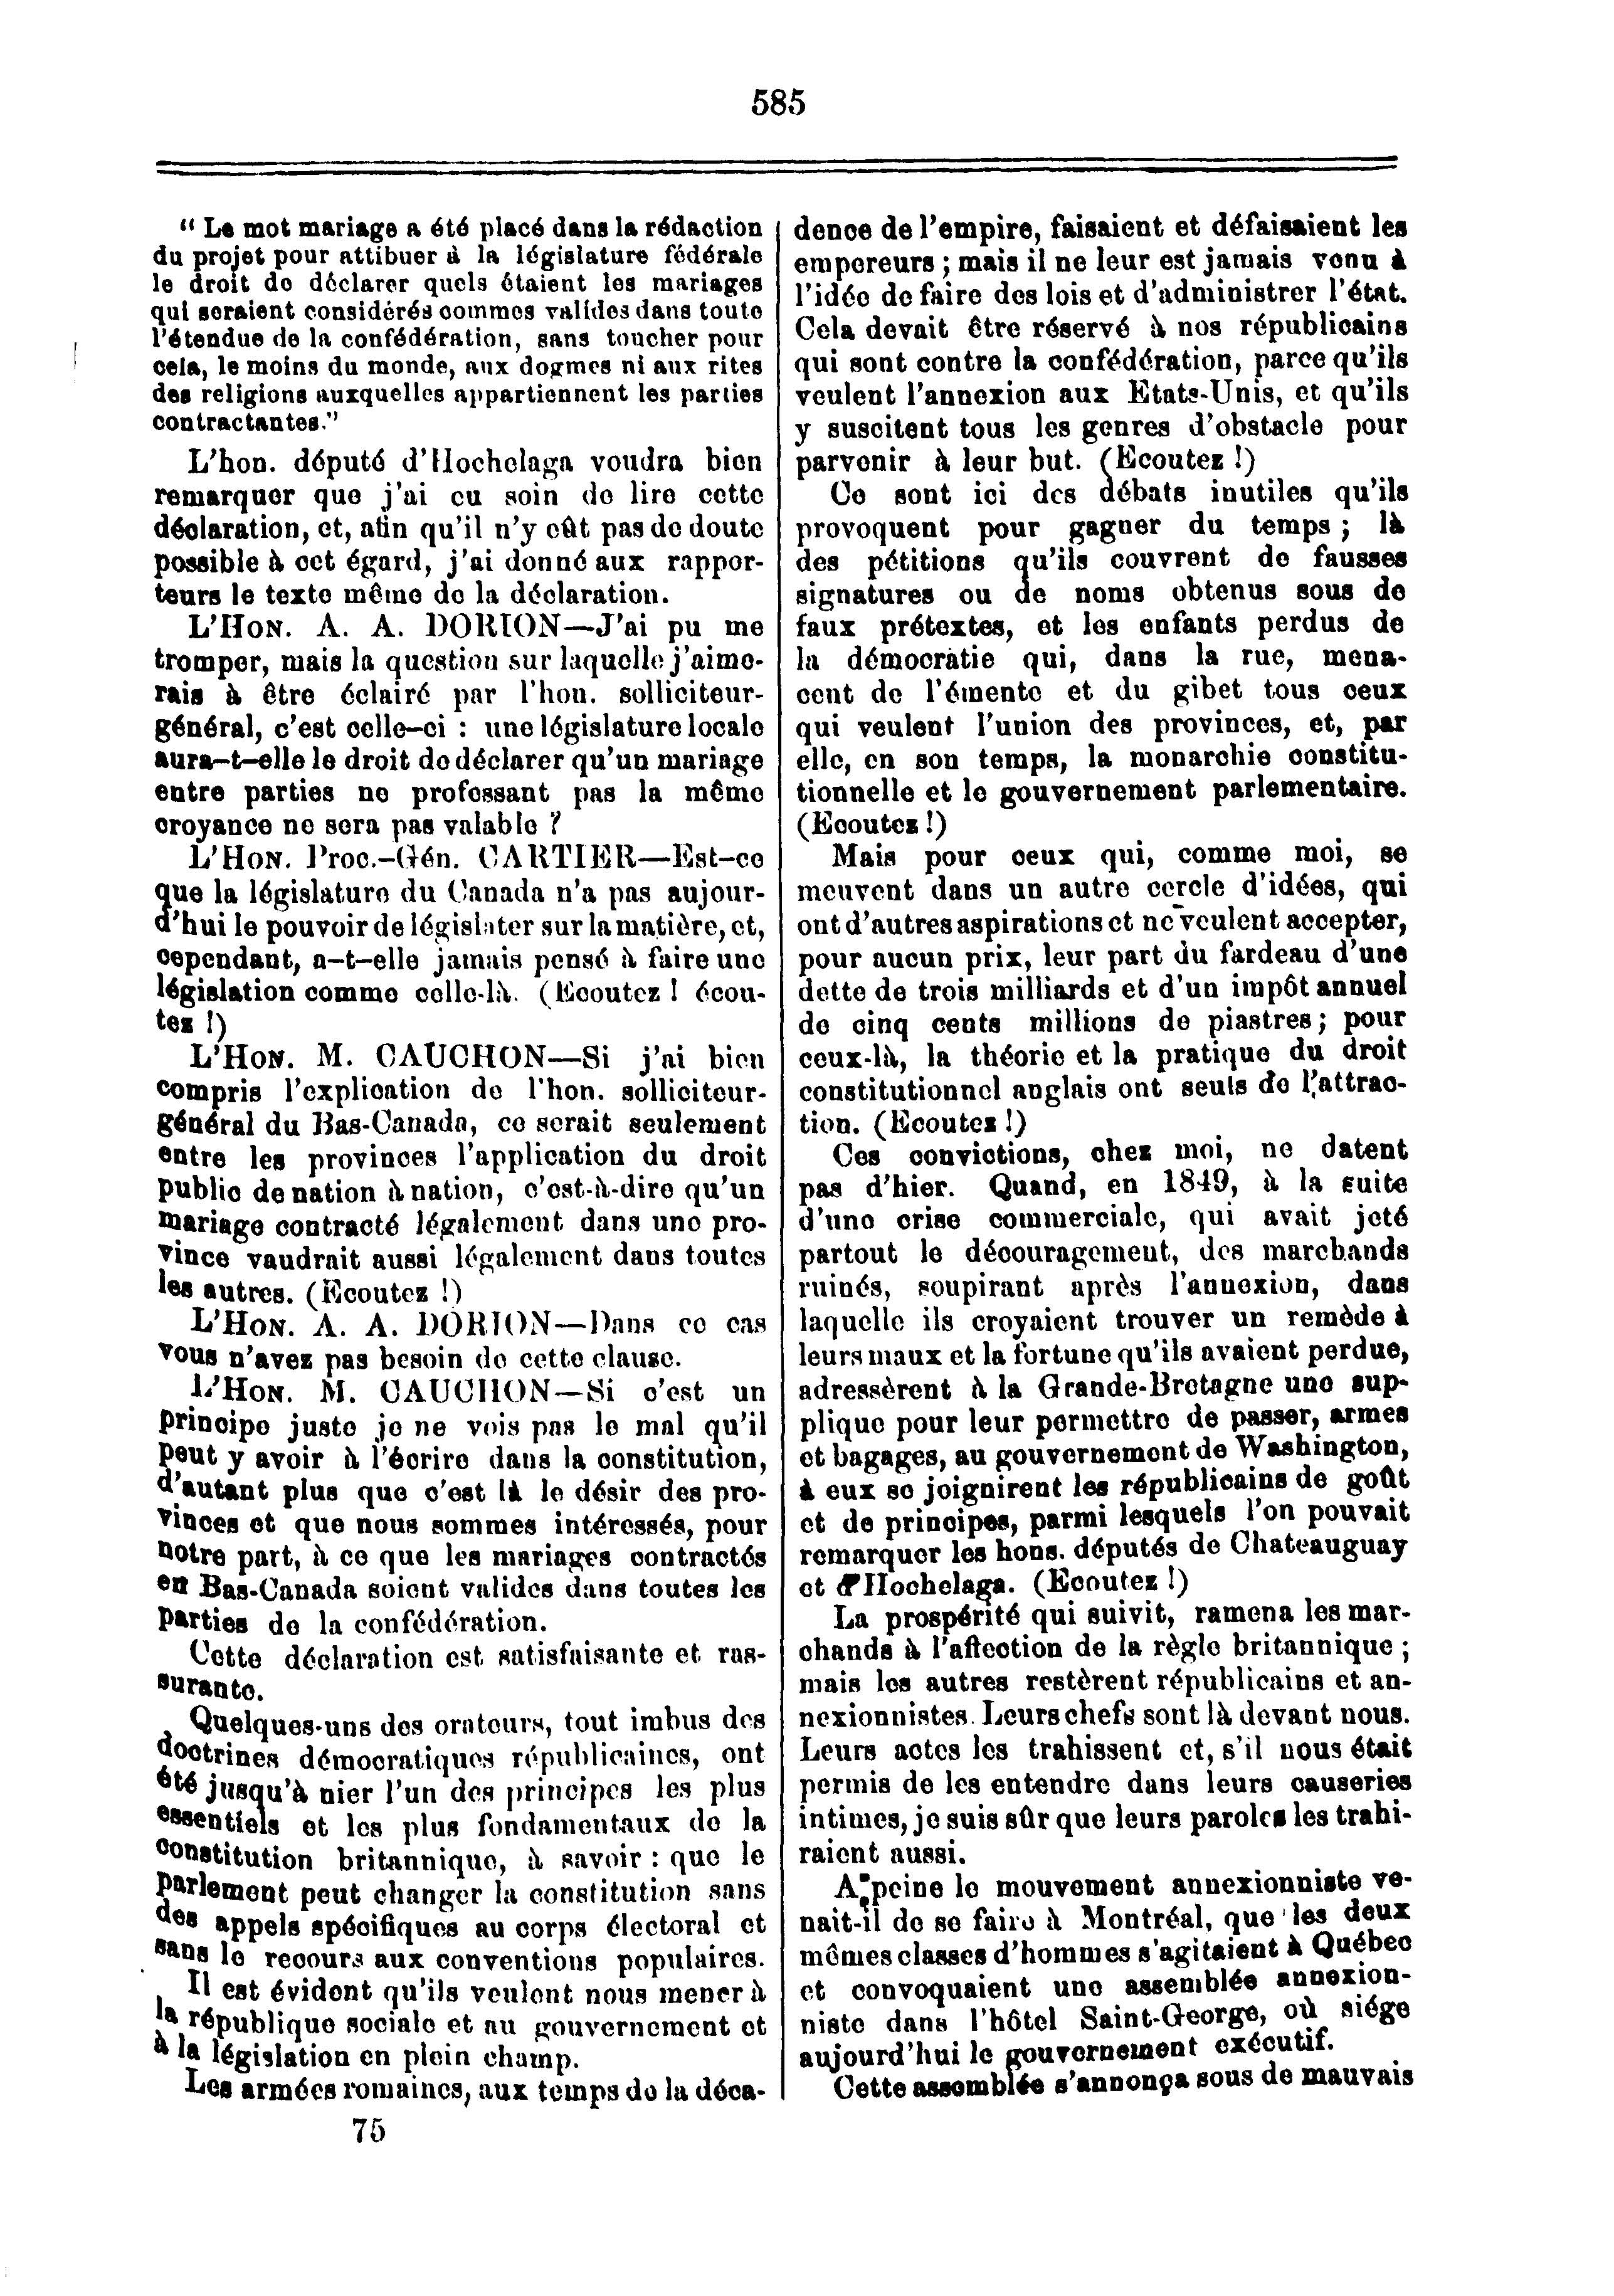 585
“ Le mot mariage a été placé dans la rédaction
du projet pour attibuer à la législature fédérale
le droit de déclarer quels étaient les mariages
qui seraient considérés commes valides dans toute
l'étendue de la confédération, sans toucher pour
cela, le moins du monde, aux dogmes ni aux rites
des religions auxquelles appartiennent les parties
contractantes.”
L'hon. député d'Hochelaga voudra bien
remarquer que j'ai eu soin de lire cette
déclaration, et, afin qu'il n'y eût pas de doute
possible à cet égard, j'ai donné aux rappor-
teurs le texte même de la déclaration.
L'HON. A. A. DORION—J'ai pu me
tromper, mais la question sur laquelle j'aime-
rais à être éclairé par l'hon. solliciteur-
général, c'est celle-ci : une législature locale
aura-t-elle le droit de déclarer qu'un mariage
entre parties ne professant pas la même
croyance ne sera pas valable ?
L'HON. Proc.-Gén. CARTIER—Est-ce
que la législature du Canada n'a pas aujour-
d'hui le pouvoir de législater sur la matière, et,
cependant, a-t-elle jamais pensé à faire une
législation comme celle-là. (Ecoutez ! écou-
tez !)
L'HON. M. CAUCHON—Si j'ai bien
compris l'explication de l'hon. solliciteur-
général du Bas-Canada, ce serait seulement
entre les provinces l'application du droit
public de nation à nation, c'est-à-dire qu'un
mariage contracté légalement dans une pro-
vince vaudrait aussi légalement dans toutes
les autres. (Ecoutez !)
L'HON. A. A. DORION—Dans ce cas
vous n'avez pas besoin de cette clause.
L'HON. M. CAUCHON—Si c'est un
principe juste je ne vois pas le mal qu'il
peut y avoir à l'écrire dans la constitution,
d'autant plus que c'est là le désir des pro-
vinces et que nous sommes intéressés, pour
notre part, à ce que les mariages contractés
en Bas-Canada soient valides dans toutes les
parties de la confédération.
Cette déclaration est satisfaisante et ras-
surante.
Quelques-uns des orateurs, tout imbus des
doctrines démocratiques républicaines, ont
été jusqu'à nier l'un des principes les plus
essentiels et les plus fondamentaux de la
constitution britannique, à savoir : que le
parlement peut changer la constitution sans
des appels spécifiques au corps électoral et
sans le recours aux conventions populaires.
Il est évident qu'ils veulent nous mener à
la république sociale et au gouvernement et
à la législation en plein champ.
Les armées romaines, aux temps de la déca-
75
dence de l'empire, faisaient et défaisaient les
empereurs ; mais il ne leur est jamais venu à
l'idée de faire des lois et d'administrer l'état.
Cela devait être réservé à nos républicains
qui sont contre la confédération, parce qu'ils
veulent l'annexion aux Etats-Unis, et qu'ils
y suscitent tous les genres d'obstacle pour
parvenir à leur but. (Ecoutez !)
Ce sont ici des débats inutiles qu'ils
provoquent pour gagner du temps ; là
des pétitions qu'ils couvrent de fausses
signatures ou de noms obtenus sous de
faux prétextes, et les enfants perdus de
la démocratie qui, dans la rue, mena-
cent de l'émente et du gibet tous ceux
qui veulent l'union des provinces, et, par
elle, en son temps, la monarchie constitu-
tionnelle et le gouvernement parlementaire.
(Ecoutez !)
Mais pour ceux qui, comme moi, se
meuvent dans un autre cercle d'idées, qui
ont d'autres aspirations et ne veulent accepter,
pour aucun prix, leur part du fardeau d'une
dette de trois milliards et d'un impôt annuel
de cinq cents millions de piastres ; pour
ceux-là, la théorie et la pratique du droit
constitutionnel anglais ont seuls de l'attrac-
tion. (Ecoutez !)
Ces convictions, chez moi, ne datent
pas d'hier. Quand, en 1849, à la suite
d'une crise commerciale, qui avait jeté
partout le découragement, des marchands
ruinés, soupirant après l'annexion, dans
laquelle ils croyaient trouver un remède à
leurs maux et la fortune qu'ils avaient perdue,
adressèrent à la Grande-Bretagne une sup-
plique pour leur permettre de passer, armes
et bagages, au gouvernement de Washington,
à eux se joignirent les républicains de goût
et de principes, parmi lesquels l'on pouvait
remarquer les hons. députés de Chateauguay
et d'Hochelaga. (Ecoutez !)
La prospérité qui suivit, ramena les mar-
chands à l'affection de la règle britannique ;
mais les autres restèrent républicains et an-
nexionnistes. Leurs chefs sont là devant nous.
Leurs actes les trahissent et, s'il nous était
permis de les entendre dans leurs causeries
intimes, je suis sûr que leurs paroles les trahi-
raient aussi.
A peine le mouvement annexionniste ve-
nait-il de se faire à Montréal, que les deux
mêmes classes d'hommes s'agitaient à Québec
et convoquaient une assemblée annexion-
niste dans l'hôtel Saint-George, où siége
aujourd'hui le gouvernement exécutif.
Cette assemblée s'annonça sous de mauvais